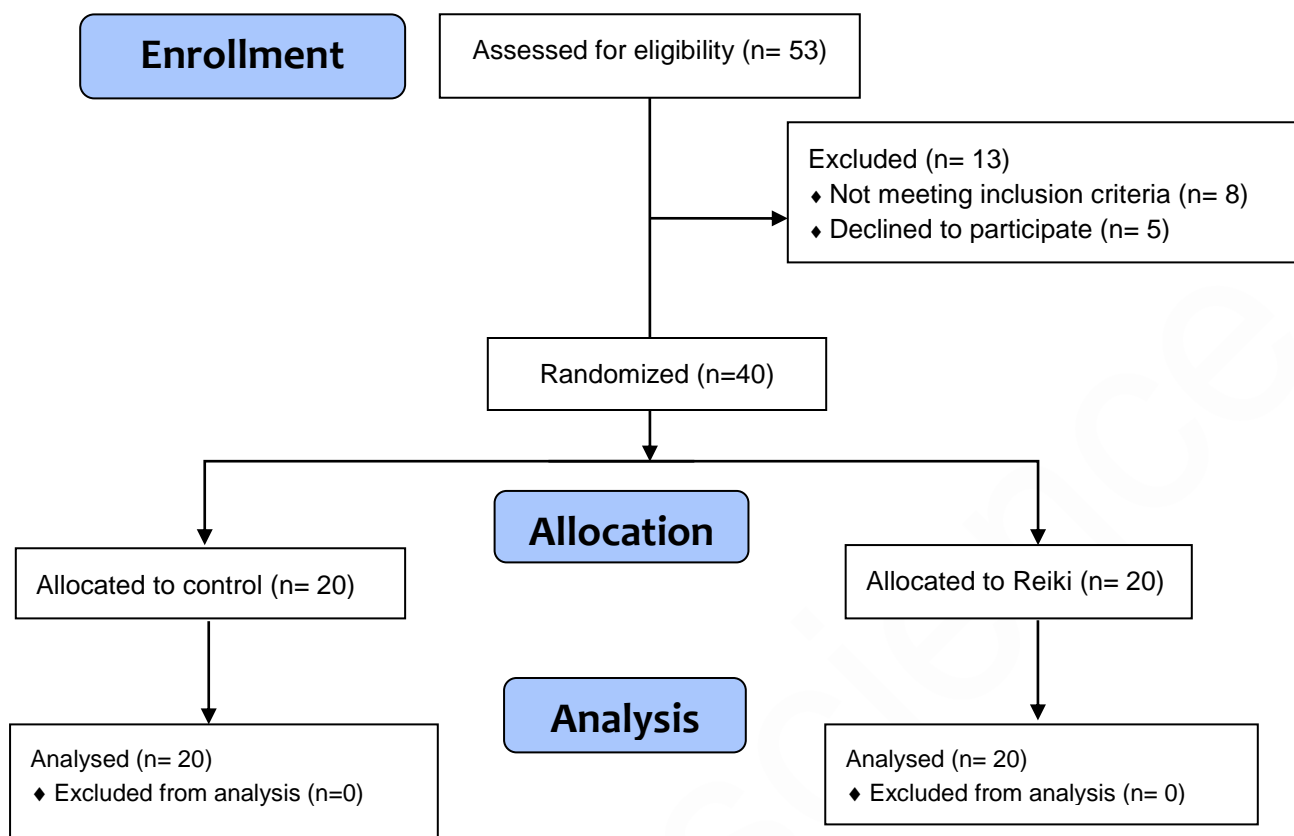 Enrollment
Assessed for eligibility (n= 53)
Excluded (n= 13)
♦ Not meeting inclusion criteria (n= 8)
♦ Declined to participate (n= 5)
Randomized (n=40)
Allocation
Allocated to control (n= 20)
Allocated to Reiki (n= 20)
Analysis
Analysed (n= 20)
♦ Excluded from analysis (n=0)
Analysed (n= 20)
♦ Excluded from analysis (n= 0)
science